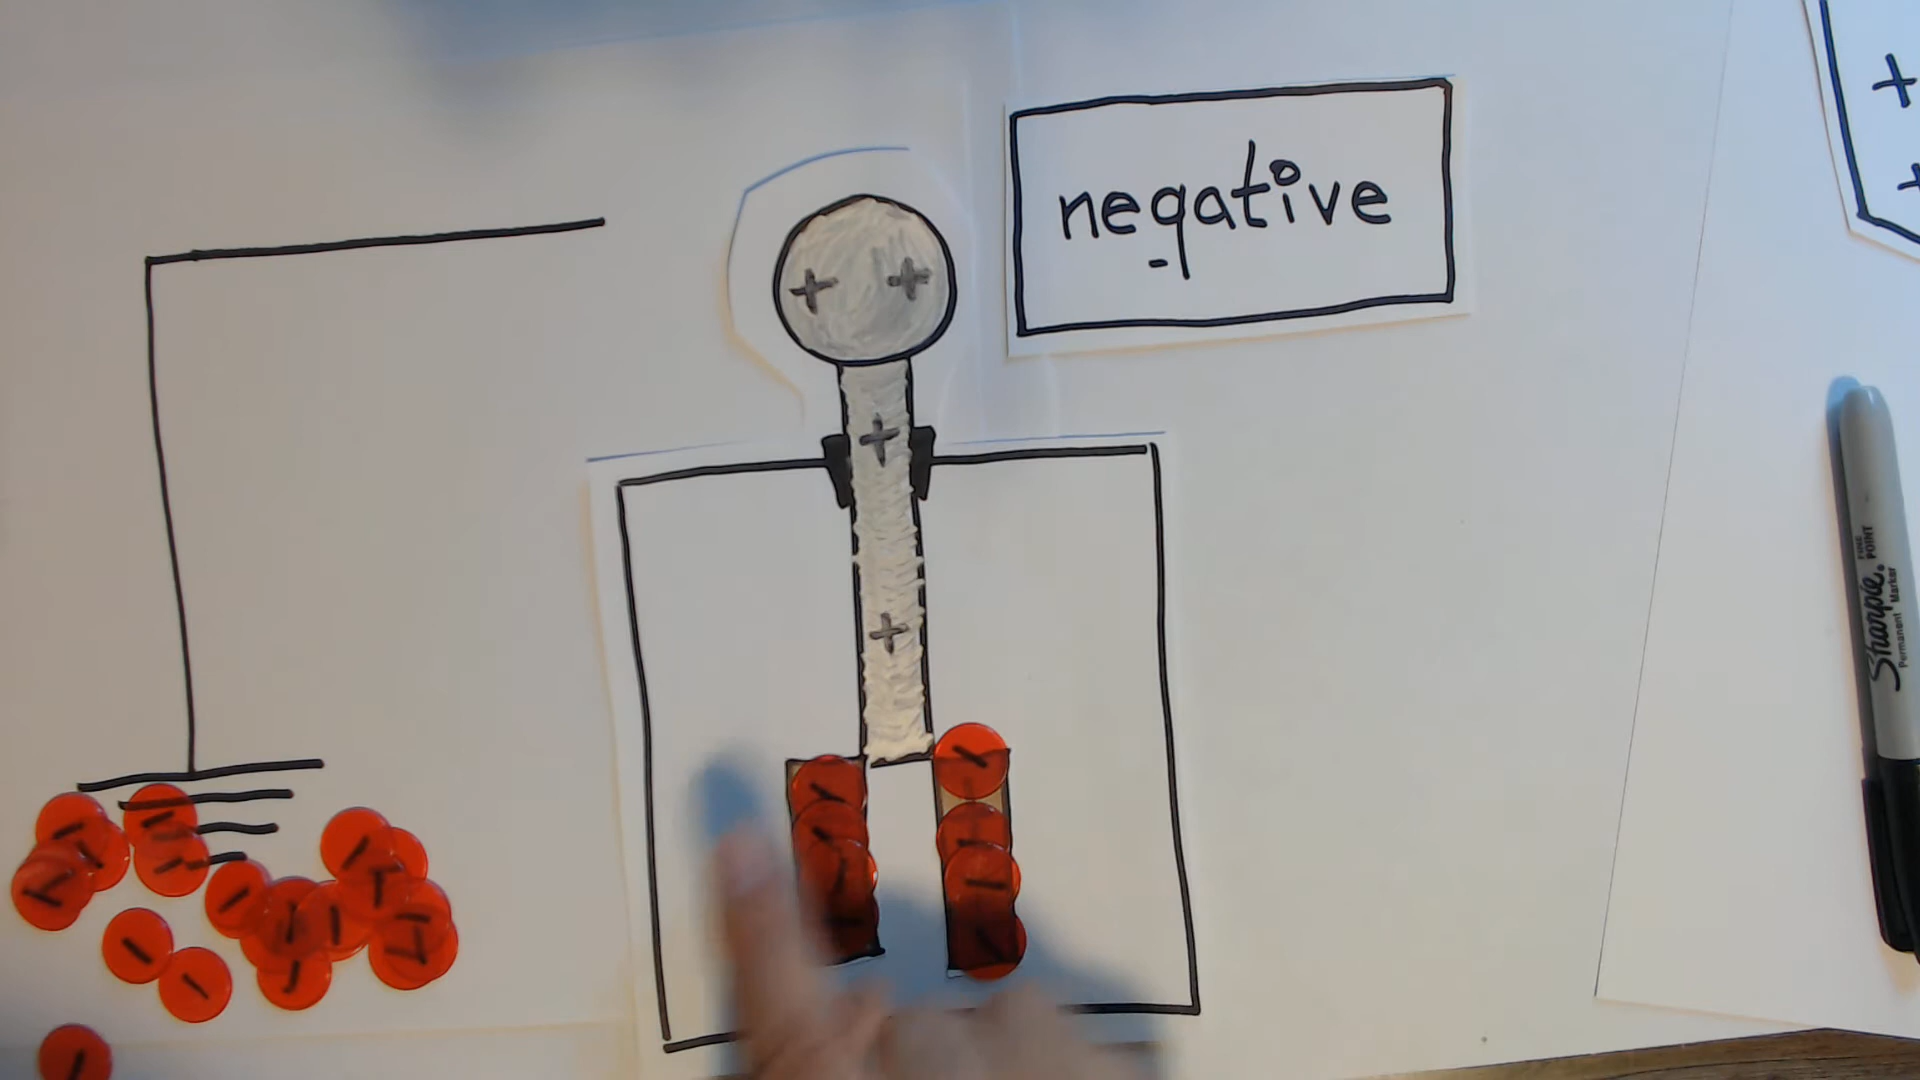 negative
-
+ +
+
+
+
+
Sharpie.
FINE POINT
Permanent Marker